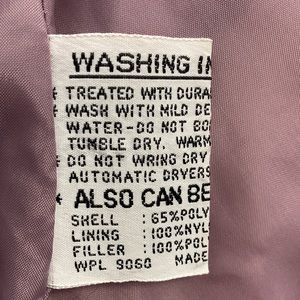 WASHING IN
* TREATED WITH DURA
* WASH WITH MILD DE
WATER-DO NOT BO
TUMBLE DRY. WARM
* DO NOT WRING DRY
AUTOMATIC DRYERS
* ALSO CAN BE
SHELL : 65%POLY
LINING : 100%NYL
FILLER : 100%POL
WPL 9060 MADE